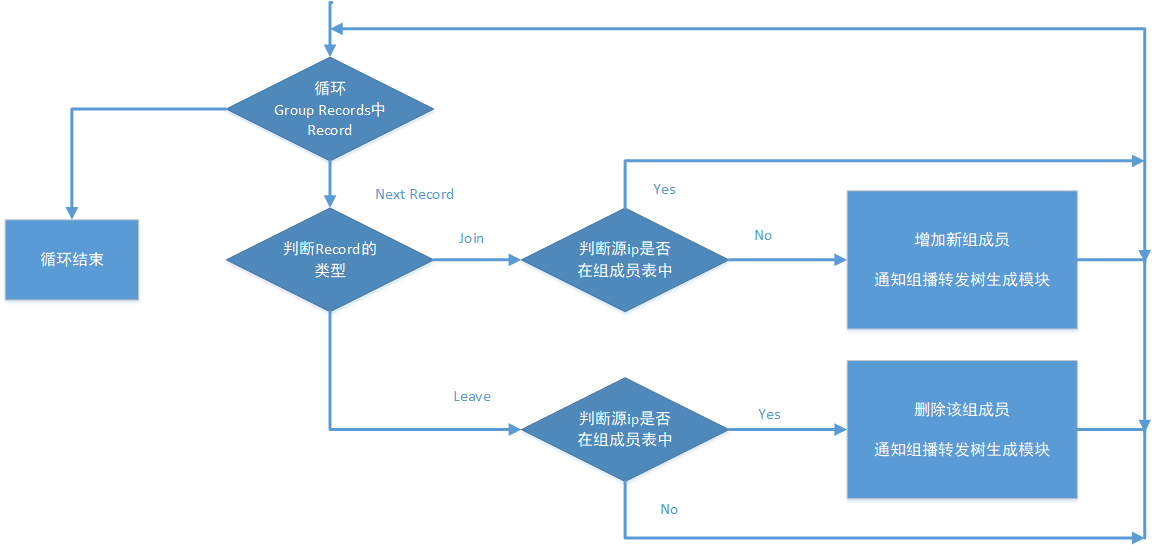 循环
Group Records中
Record
Next Record
循环结束
判断Record的
类型
Join
判断源ip是否
在组成员表中
Yes
No
增加新组成员
通知组播转发树生成模块
Leave
判断源ip是否
在组成员表中
Yes
No
删除该组成员
通知组播转发树生成模块